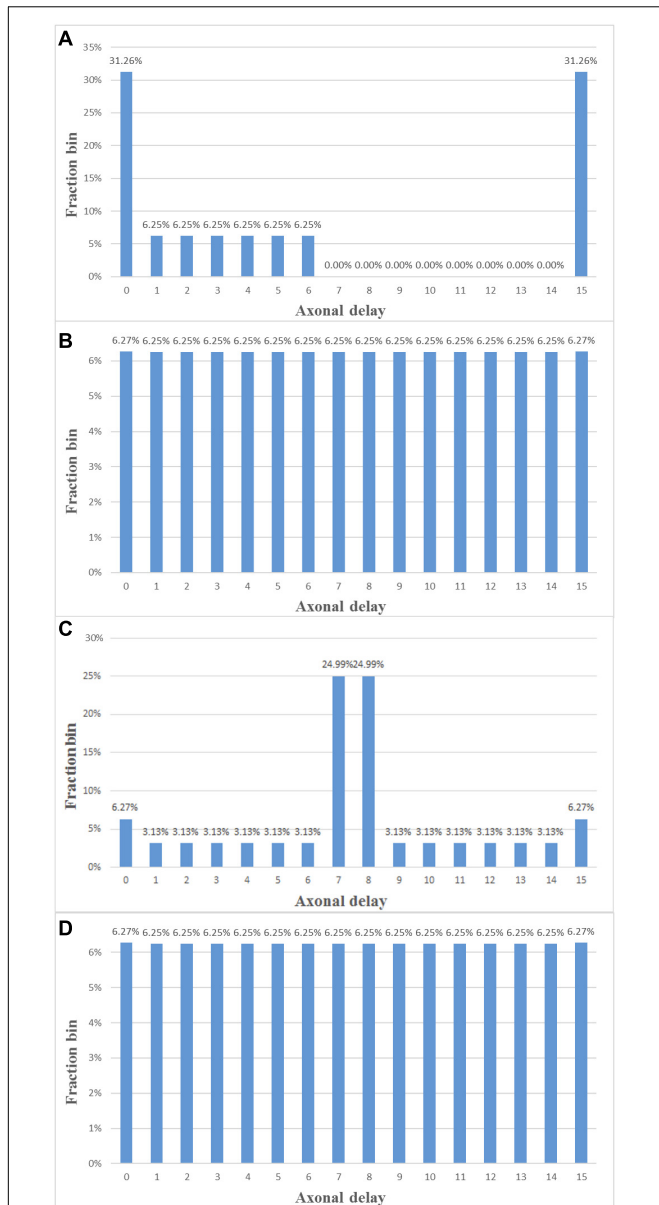 A
35%
31.26% 31.26%
30%
25%
20%
15%
10%
6.25% 6.25% 6.25% 6.25% 6.25% 6.25%
5%
0.00% 0.00% 0.00% 0.00% 0.00% 0.00% 0.00% 0.00%
0%
0 1 2 3 4 5 6 7 8 9 10 11 12 13 14 15
Fraction bin
Axonal delay
B
6.27% 6.25% 6.25% 6.25% 6.25% 6.25% 6.25% 6.25% 6.25% 6.25% 6.25% 6.25% 6.25% 6.25% 6.25% 6.27%
6%
5%
4%
3%
2%
1%
0%
0 1 2 3 4 5 6 7 8 9 10 11 12 13 14 15
Fraction bin
Axonal delay
C
30%
24.99% 24.99%
25%
20%
15%
10%
6.27% 6.27%
5%
3.13% 3.13% 3.13% 3.13% 3.13% 3.13% 3.13% 3.13% 3.13% 3.13% 3.13% 3.13%
0%
0 1 2 3 4 5 6 7 8 9 10 11 12 13 14 15
Fraction bin
Axonal delay
D
6.27% 6.25% 6.25% 6.25% 6.25% 6.25% 6.25% 6.25% 6.25% 6.25% 6.25% 6.25% 6.25% 6.25% 6.25% 6.27%
6%
5%
4%
3%
2%
1%
0%
0 1 2 3 4 5 6 7 8 9 10 11 12 13 14 15
Fraction bin
Axonal delay